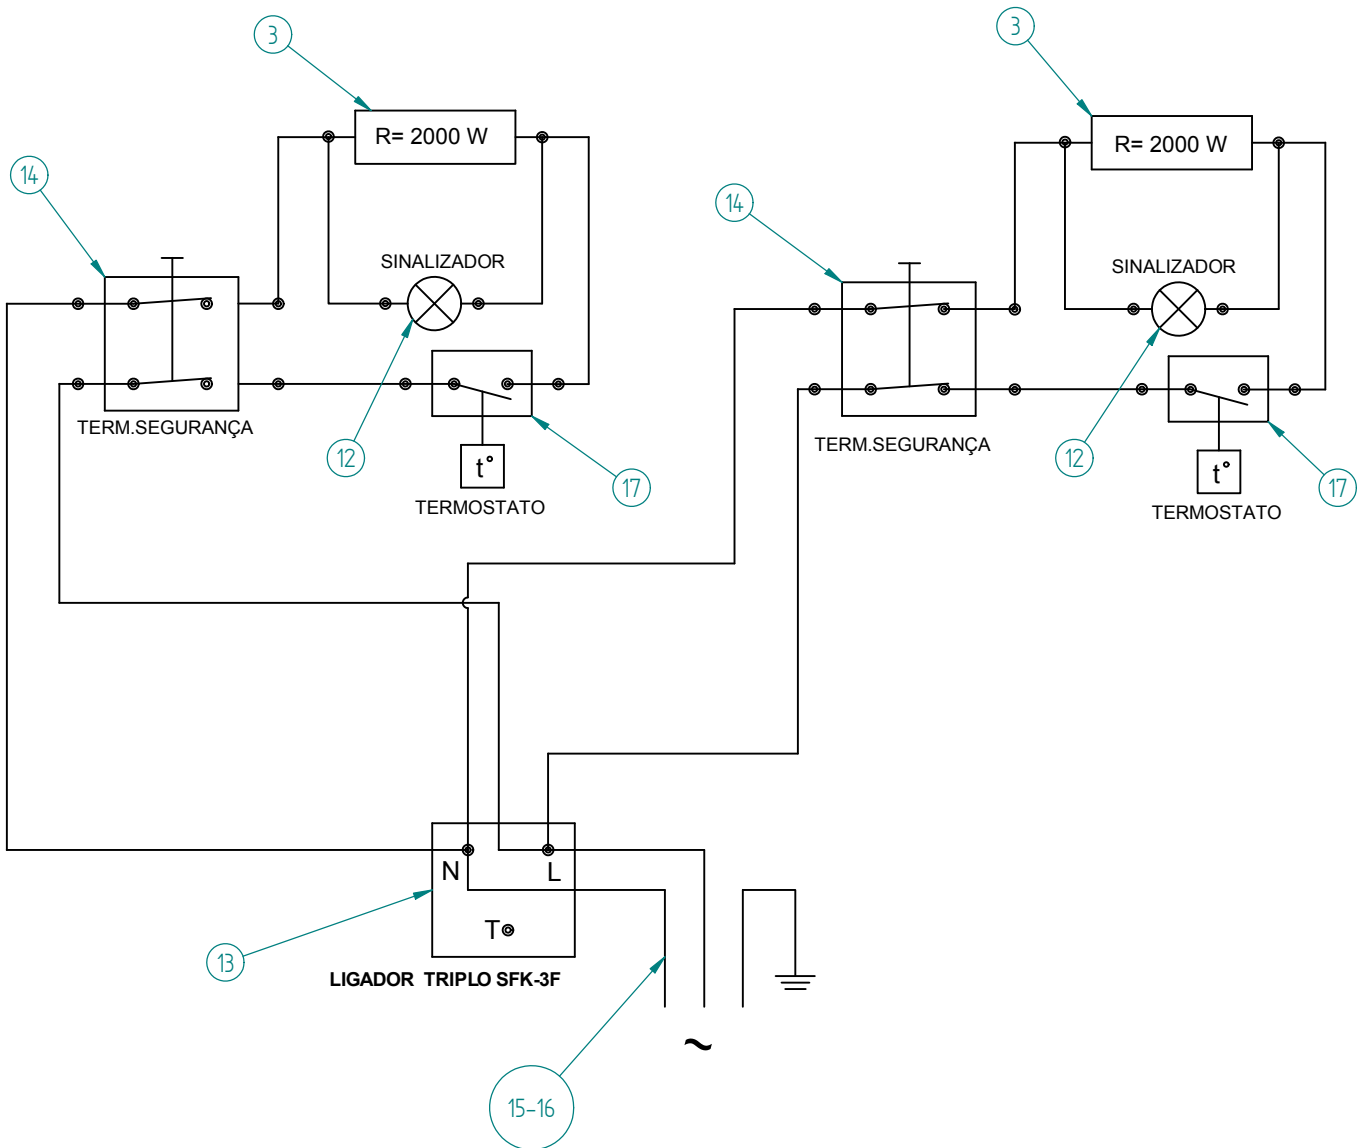 3
3
R= 2000 W
R= 2000 W
14
14
SINALIZADOR
SINALIZADOR
TERM.SEGURANÇA
TERM.SEGURANÇA
12
12
t°
t°
17
17
TERMOSTATO
TERMOSTATO
N
L
T
13
LIGADOR TRIPLO SFK-3F
~
15-16